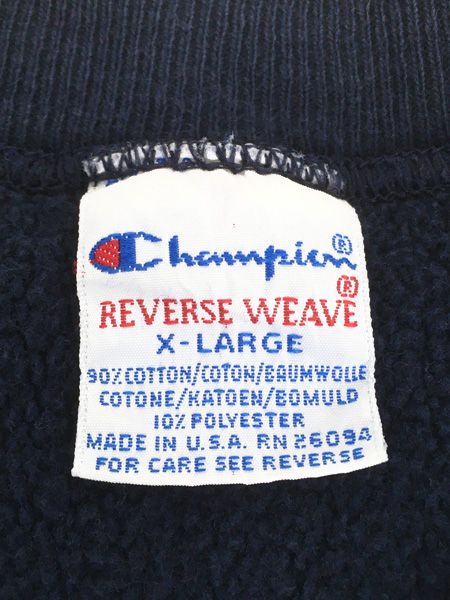 Champion®
REVERSE WEAVE®
X-LARGE
90% COTTON/COTON/BAUMWOLLE
COTONE/KATOEN/BOMULD
10% POLYESTER
MADE IN U.S.A. RN 26094
FOR CARE SEE REVERSE